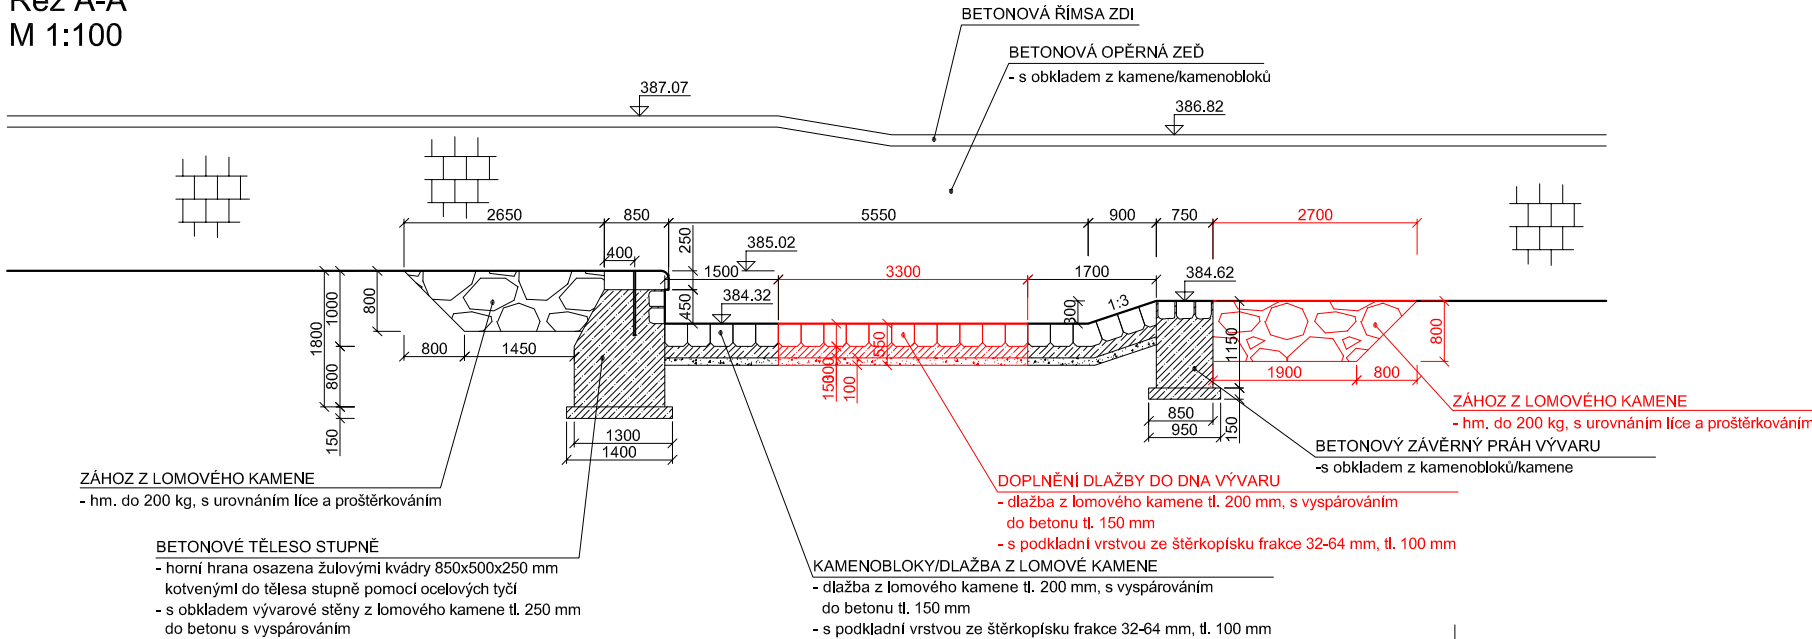 Řez A-A
M 1:100
BETONOVÁ ŘÍMSA ZDI
BETONOVÁ OPĚRNÁ ZEĎ
- s obkladem z kamene/kamenobloků
387.07
386.82
2650
850
5550
900
750
2700
400
250
385.02
1500
3300
1700
384.62
384.32
450
300
1:3
1800
1000
800
800
150
800
1450
550
300
150
100
1150
150
800
1900
800
850
950
1300
1400
ZÁHOZ Z LOMOVÉHO KAMENE
- hm. do 200 kg, s urovnáním líce a proštěrkováním
BETONOVÝ ZÁVĚRNÝ PRÁH VÝVARU
-s obkladem z kamenobloků/kamene
ZÁHOZ Z LOMOVÉHO KAMENE
- hm. do 200 kg, s urovnáním líce a proštěrkováním
DOPLNĚNÍ DLAŽBY DO DNA VÝVARU
- dlažba z lomového kamene tl. 200 mm, s vyspárováním
do betonu tl. 150 mm
- s podkladní vrstvou ze štěrkopísku frakce 32-64 mm, tl. 100 mm
BETONOVÉ TĚLESO STUPNĚ
- horní hrana osazena žulovými kvádry 850x500x250 mm
kotvenými do tělesa stupně pomocí ocelových tyčí
- s obkladem vývarové stěny z lomového kamene tl. 250 mm
do betonu s vyspárováním
KAMENOBLOKY/DLAŽBA Z LOMOVÉ KAMENE
- dlažba z lomového kamene tl. 200 mm, s vyspárováním
do betonu tl. 150 mm
- s podkladní vrstvou ze štěrkopísku frakce 32-64 mm, tl. 100 mm